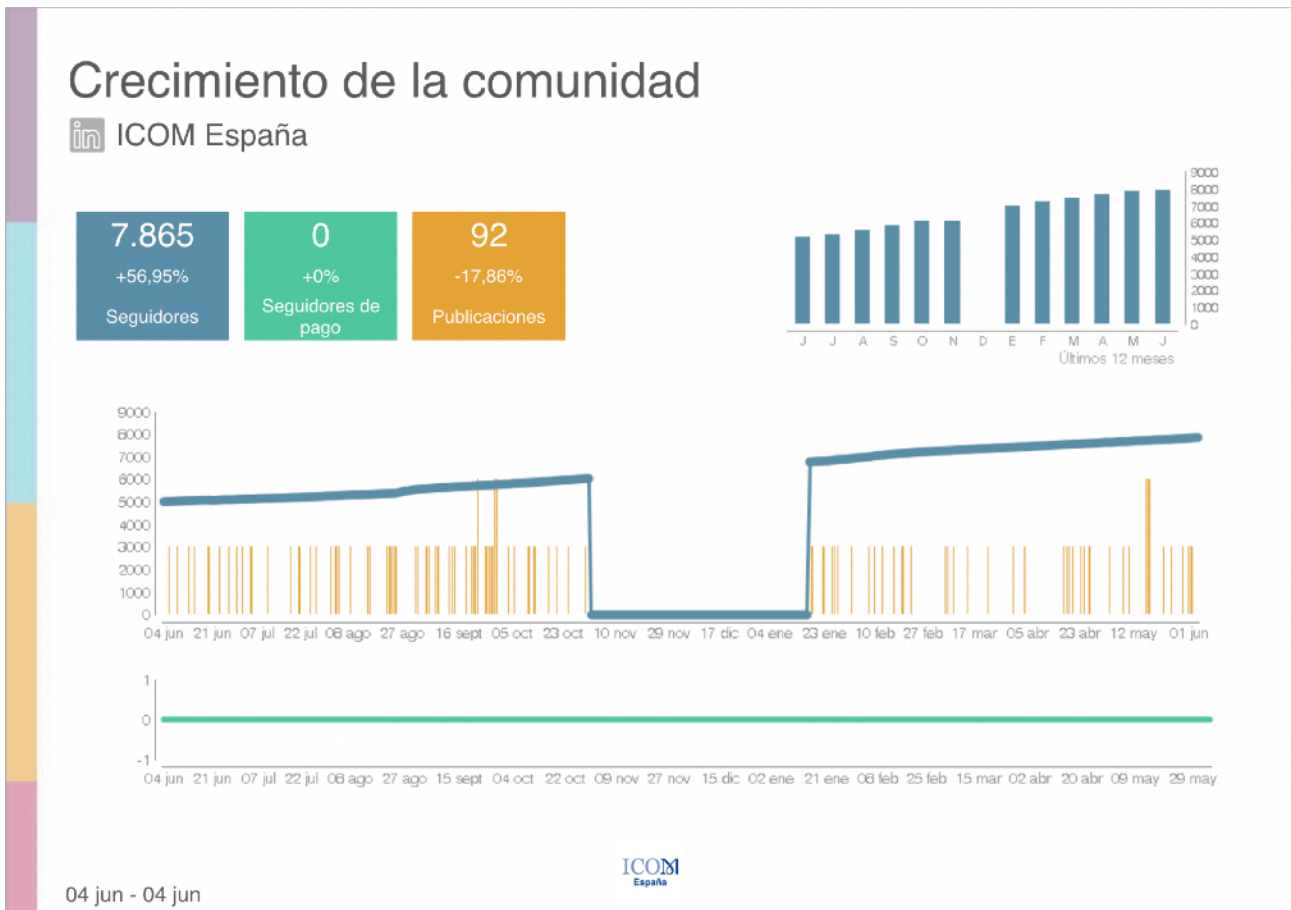 Crecimiento de la comunidad
in ICOM España
7.865
+56,95%
Seguidores
0
+0%
Seguidores de
pago
92
-17,86%
Publicaciones
9000
8000
7000
6000
5000
4000
3000
2000
1000
0
J J A S O N D E F M A M J
Últimos 12 meses
9000
8000
7000
6000
5000
4000
3000
2000
1000
0
04 jun 21 jun 07 jul 22 jul 08 ago 27 ago 16 sept 05 oct 23 oct 10 nov 29 nov 17 dic 04 ene 23 ene 10 feb 27 feb 17 mar 05 abr 23 abr 12 may 01 jun
1
0
-1
04 jun 21 jun 07 jul 22 jul 08 ago 27 ago 15 sept 04 oct 22 oct 09 nov 27 nov 15 dic 02 ene 21 ene 06 feb 25 feb 15 mar 02 abr 20 abr 09 may 29 may
ICOM
España
04 jun - 04 jun